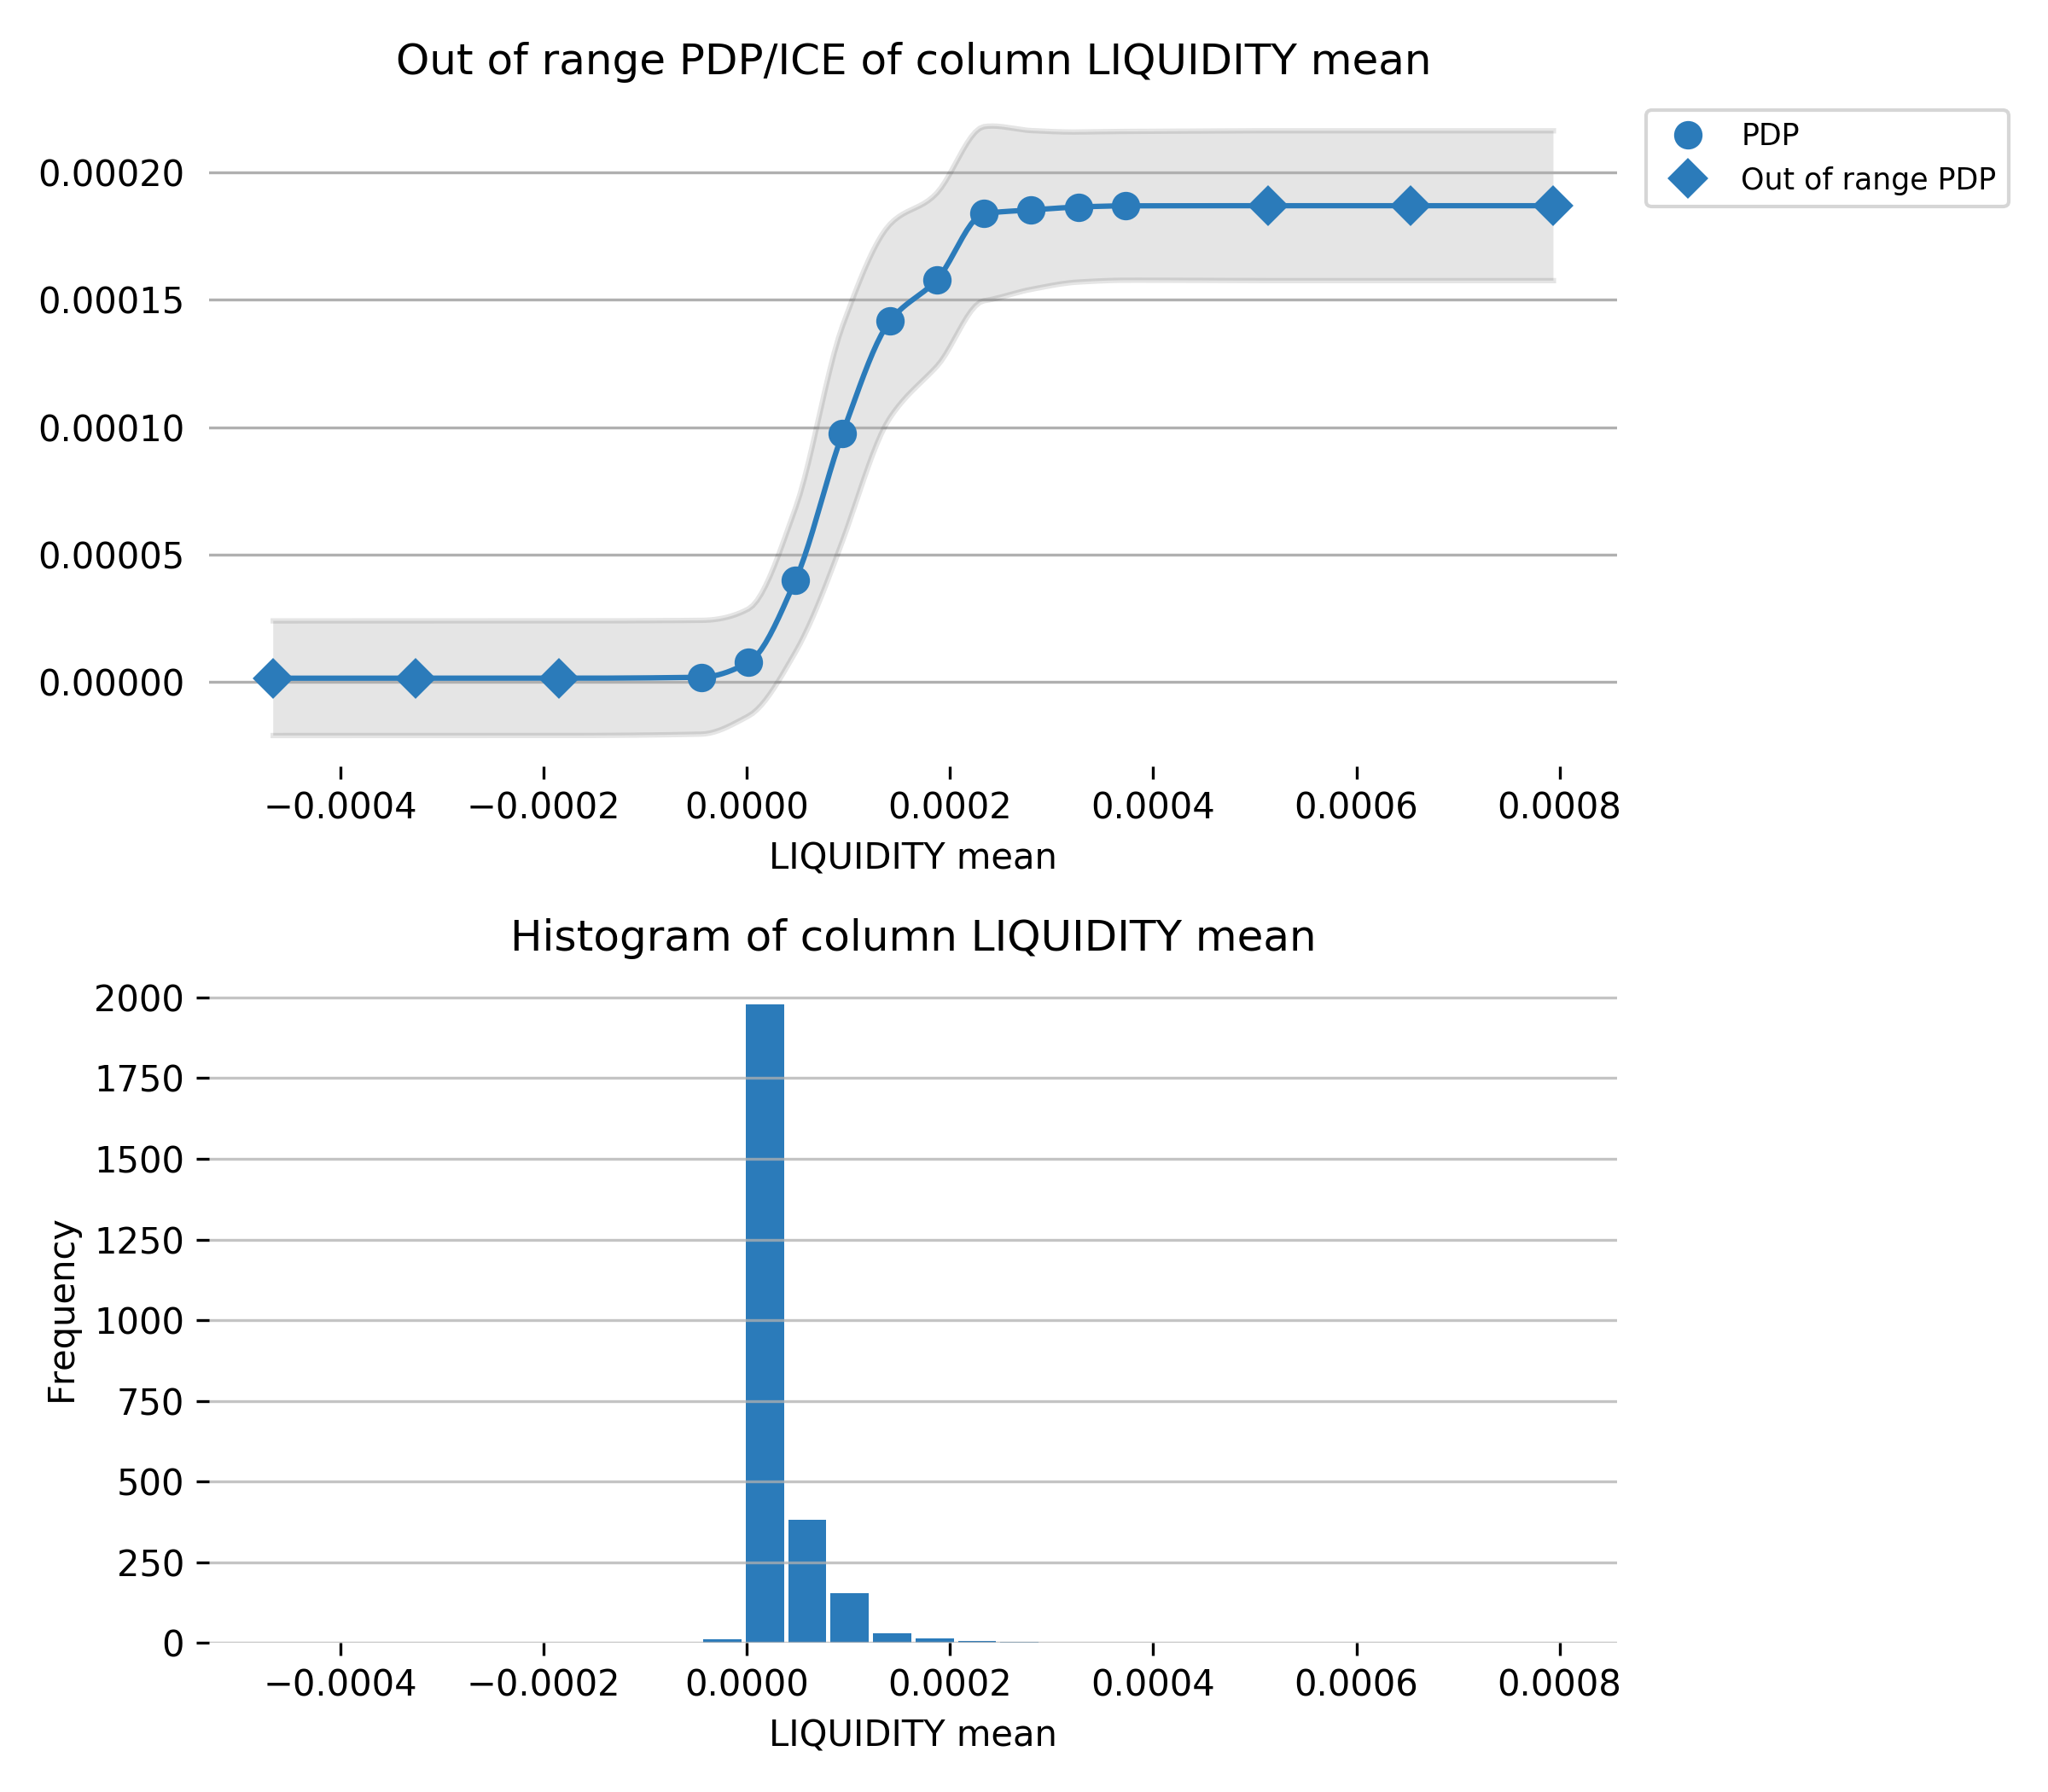 Out of range PDP/ICE of column LIQUIDITY mean
PDP
Out of range PDP
0.00020
0.00015
0.00010
0.00005
0.00000
−0.0004 −0.0002 0.0000 0.0002 0.0004 0.0006 0.0008
LIQUIDITY mean
Histogram of column LIQUIDITY mean
Frequency
2000
1750
1500
1250
1000
750
500
250
0
−0.0004 −0.0002 0.0000 0.0002 0.0004 0.0006 0.0008
LIQUIDITY mean